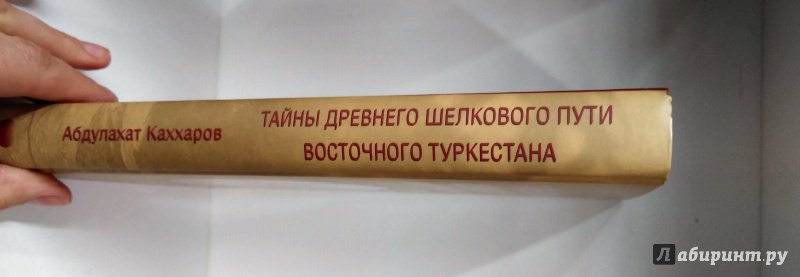 Абдулахат Каххаров
ТАЙНЫ ДРЕВНЕГО ШЕЛКОВОГО ПУТИ
ВОСТОЧНОГО ТУРКЕСТАНА
Лабиринт.ру